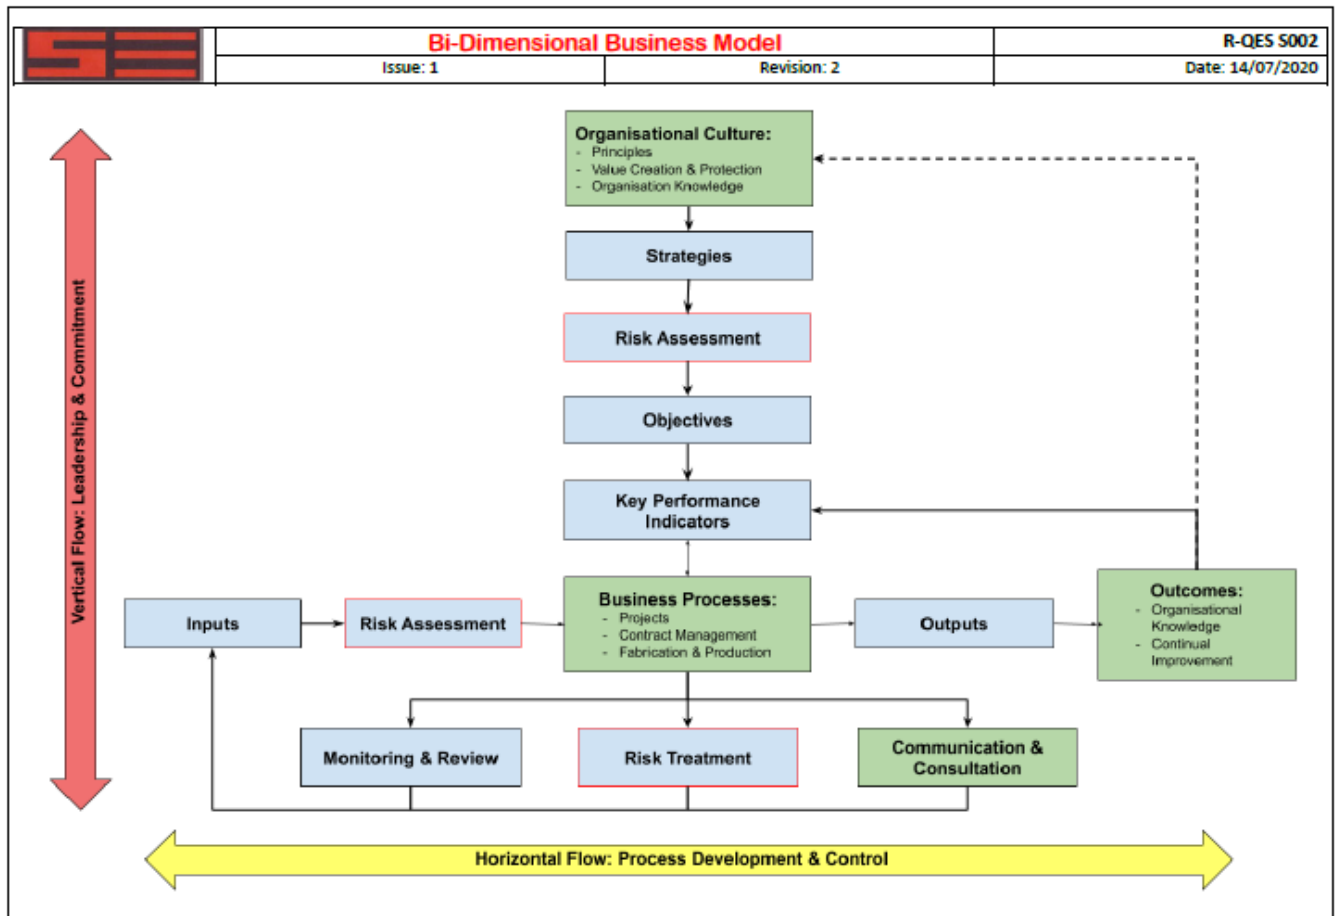 SE
Bi-Dimensional Business Model
R-QES S002
Issue: 1
Revision: 2
Date: 14/07/2020
Organisational Culture:
- Principles
- Value Creation & Protection
- Organisation Knowledge
Strategies
Risk Assessment
Objectives
Key Performance
Indicators
Vertical Flow: Leadership & Commitment
Inputs
Risk Assessment
Business Processes:
- Projects
- Contract Management
- Fabrication & Production
Outputs
Outcomes:
- Organisational
Knowledge
- Continual
Improvement
Monitoring & Review
Risk Treatment
Communication &
Consultation
Horizontal Flow: Process Development & Control